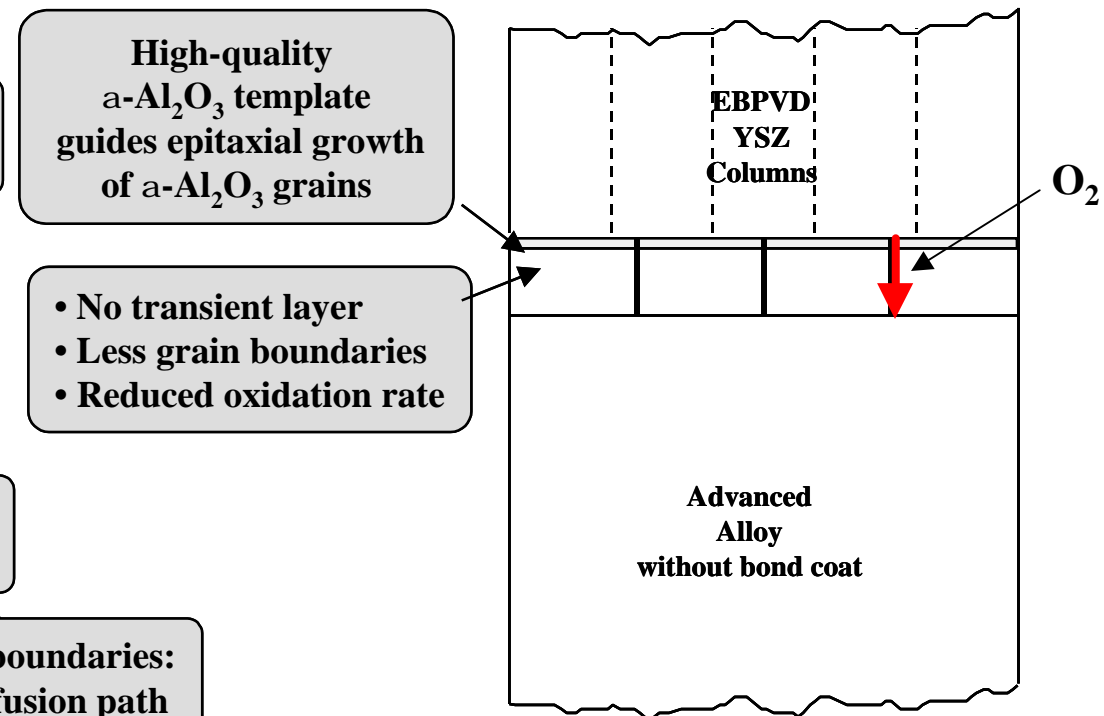 High-quality
a-Al₂O₃ template
guides epitaxial growth
of a-Al₂O₃ grains
• No transient layer
• Less grain boundaries
• Reduced oxidation rate
boundaries:
fusion path
EBPVD
YSZ
Columns
O₂
Advanced
Alloy
without bond coat